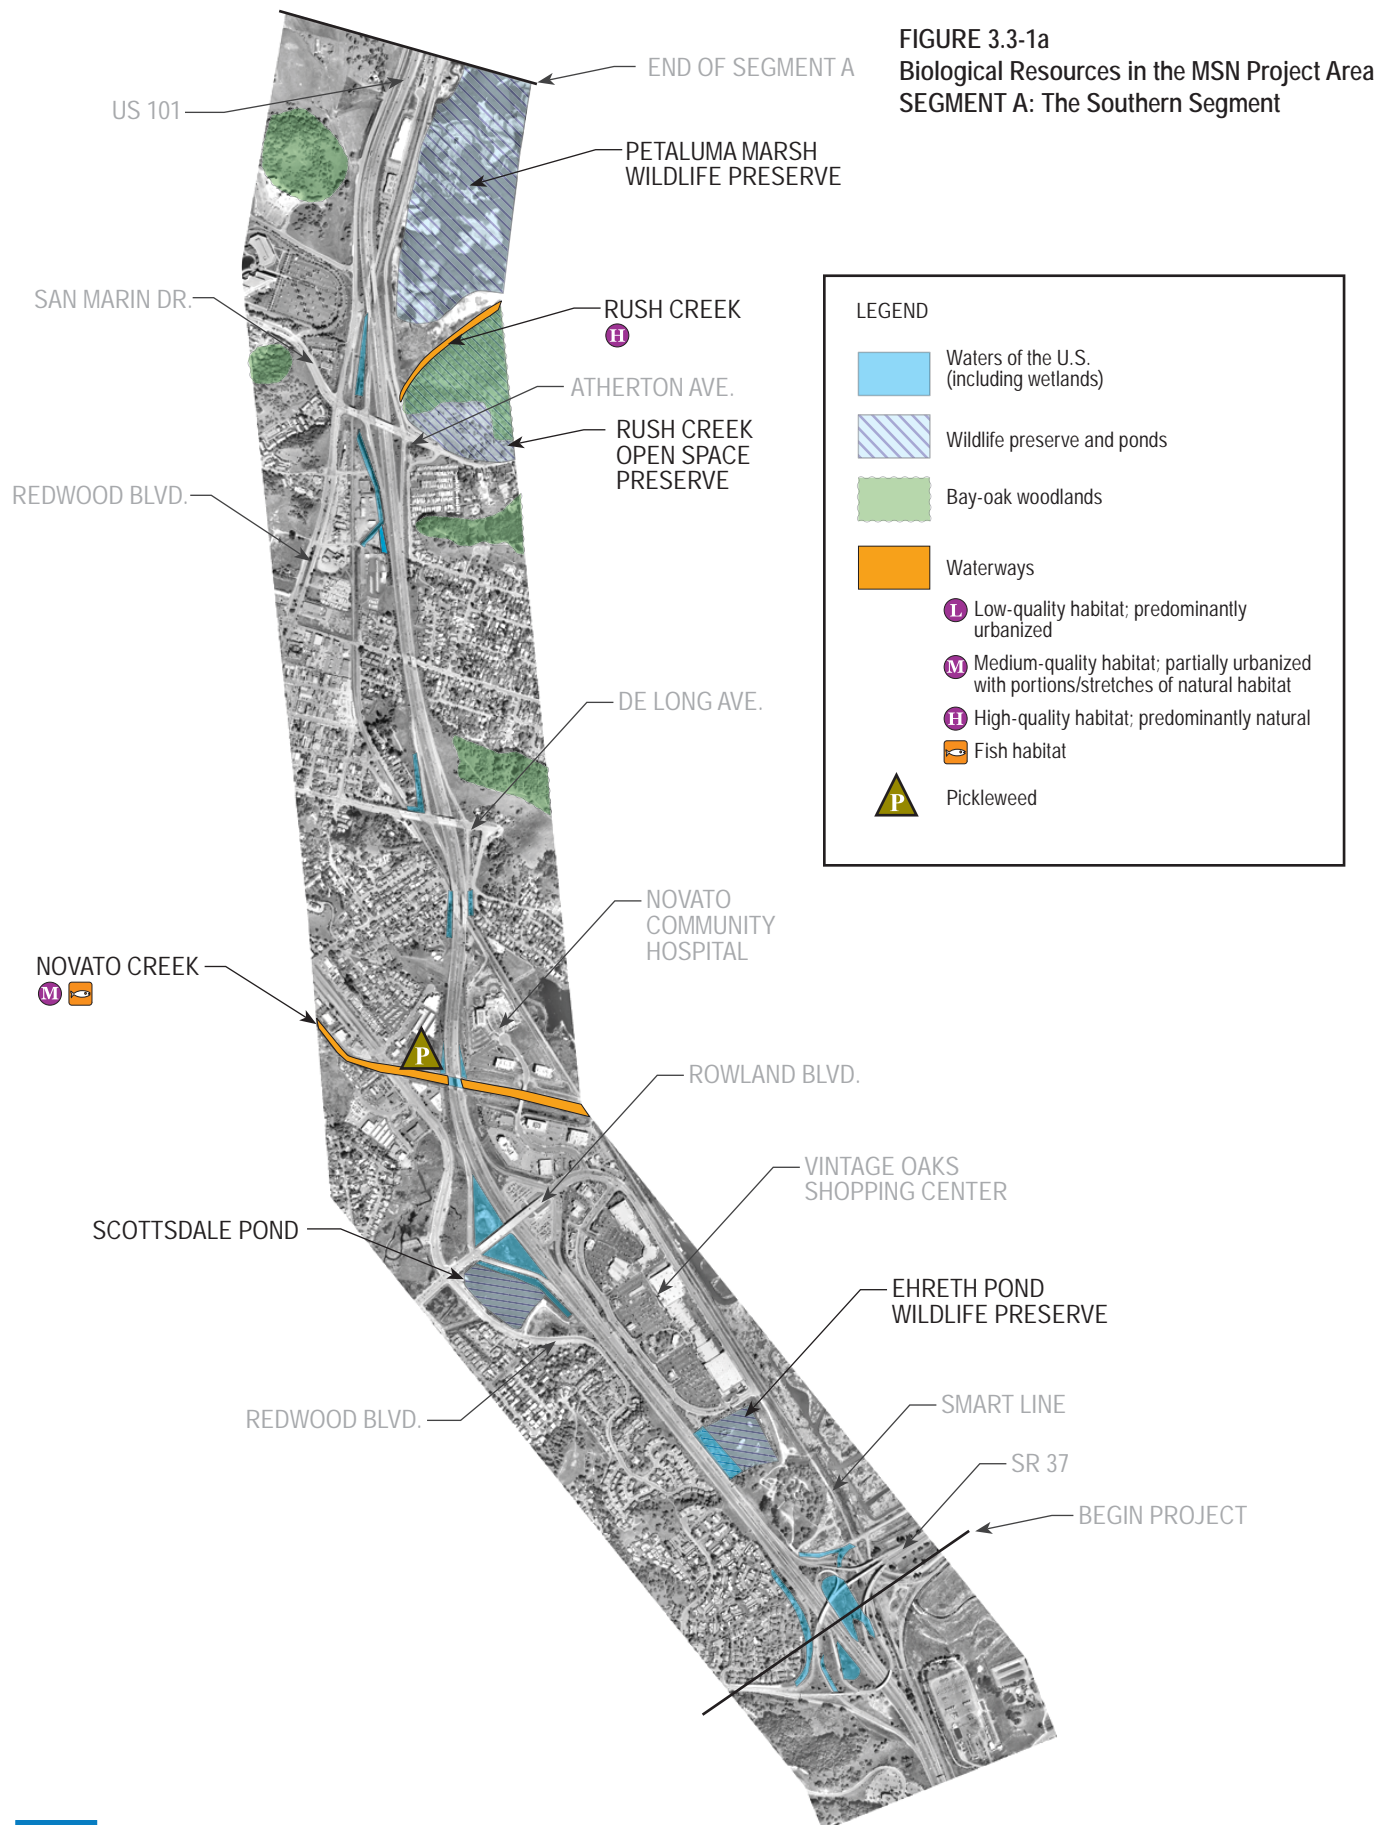 FIGURE 3.3-1a
Biological Resources in the MSN Project Area
SEGMENT A: The Southern Segment
END OF SEGMENT A
US 101
PETALUMA MARSH
WILDLIFE PRESERVE
SAN MARIN DR.
RUSH CREEK
H
ATHERTON AVE.
RUSH CREEK
OPEN SPACE
PRESERVE
REDWOOD BLVD.
DE LONG AVE.
NOVATO
COMMUNITY
HOSPITAL
NOVATO CREEK
M
P
ROWLAND BLVD.
VINTAGE OAKS
SHOPPING CENTER
SCOTTSDALE POND
EHRETH POND
WILDLIFE PRESERVE
REDWOOD BLVD.
SMART LINE
SR 37
BEGIN PROJECT
LEGEND
Waters of the U.S.
(including wetlands)
Wildlife preserve and ponds
Bay-oak woodlands
Waterways
L Low-quality habitat; predominantly
urbanized
M Medium-quality habitat; partially urbanized
with portions/stretches of natural habitat
H High-quality habitat; predominantly natural
Fish habitat
P Pickleweed